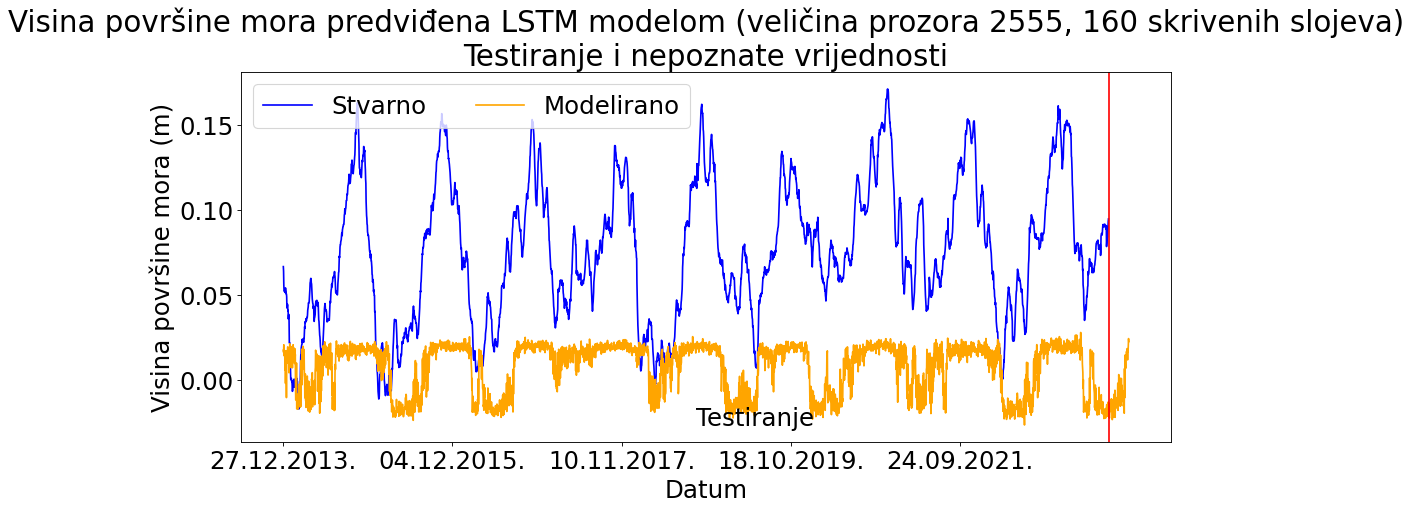 Visina površine mora predviđena LSTM modelom (veličina prozora 2555, 160 skrivenih slojeva)
Testiranje i nepoznate vrijednosti
Stvarno Modelirano
Visina površine mora (m)
0.15
0.10
0.05
0.00
Testiranje
27.12.2013. 04.12.2015. 10.11.2017. 18.10.2019. 24.09.2021.
Datum